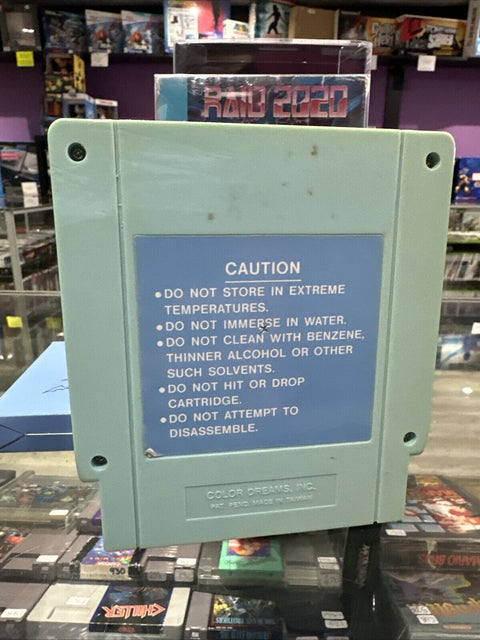 RAID 2020
CAUTION
• DO NOT STORE IN EXTREME
TEMPERATURES.
• DO NOT IMMERSE IN WATER.
• DO NOT CLEAN WITH BENZENE,
THINNER ALCOHOL OR OTHER
SUCH SOLVENTS.
• DO NOT HIT OR DROP
CARTRIDGE.
• DO NOT ATTEMPT TO
DISASSEMBLE.
COLOR DREAMS, INC.
PAT. PEND. MADE IN TAIWAN
CHILLER